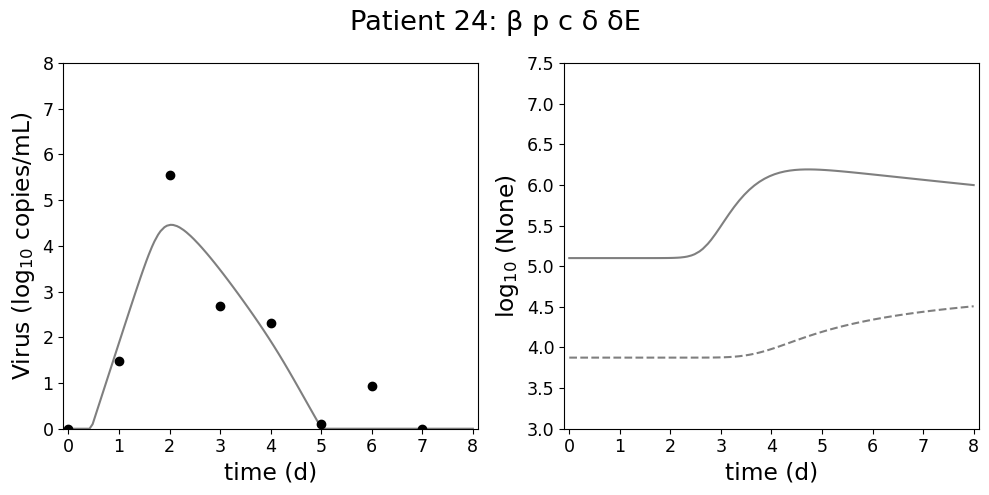 Patient 24: β p c δ δE
Virus (log10 copies/mL)
8
7
6
5
4
3
2
1
0
0 1 2 3 4 5 6 7 8
time (d)
log10 (None)
7.5
7.0
6.5
6.0
5.5
5.0
4.5
4.0
3.5
3.0
0 1 2 3 4 5 6 7 8
time (d)